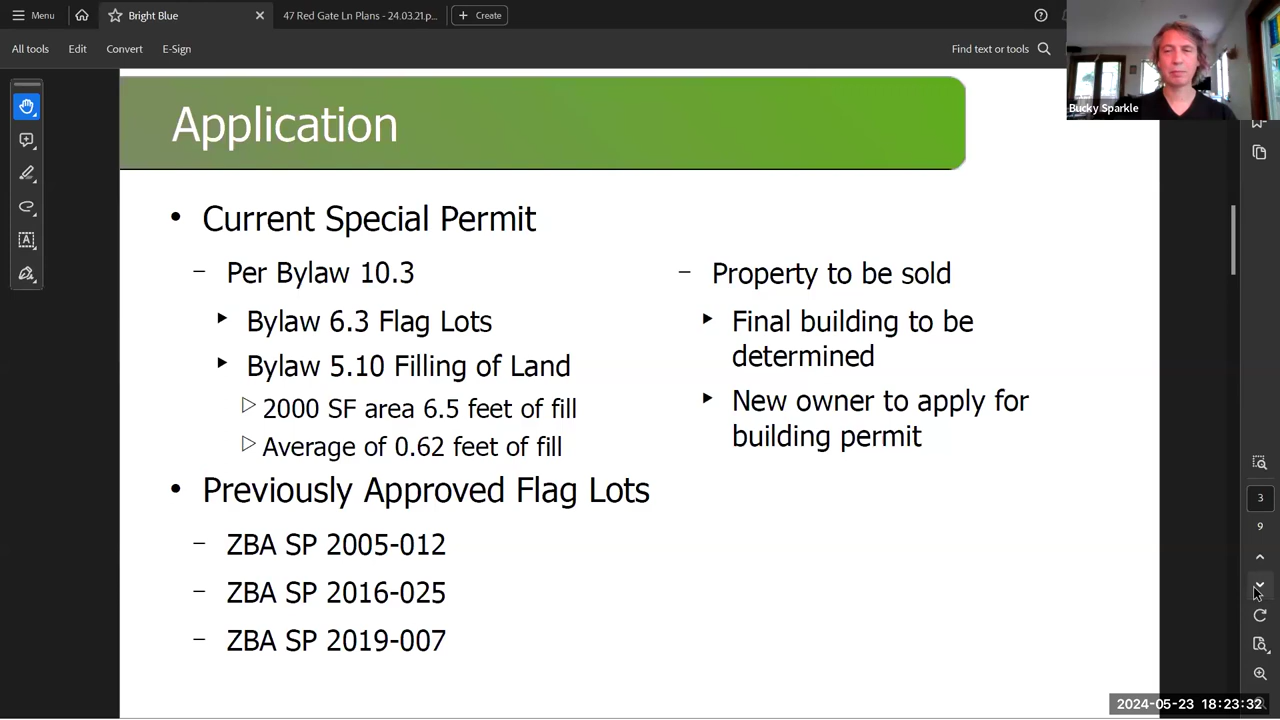 Menu
Bright Blue
47 Red Gate Ln Plans - 24.03.21.p...
Create
All tools
Edit
Convert
E-Sign
Find text or tools
Bucky Sparkle
Application
• Current Special Permit
– Per Bylaw 10.3
Bylaw 6.3 Flag Lots
Bylaw 5.10 Filling of Land
2000 SF area 6.5 feet of fill
Average of 0.62 feet of fill
– Property to be sold
Final building to be
determined
New owner to apply for
building permit
• Previously Approved Flag Lots
– ZBA SP 2005-012
– ZBA SP 2016-025
– ZBA SP 2019-007
3
9
2024-05-23 18:23:32